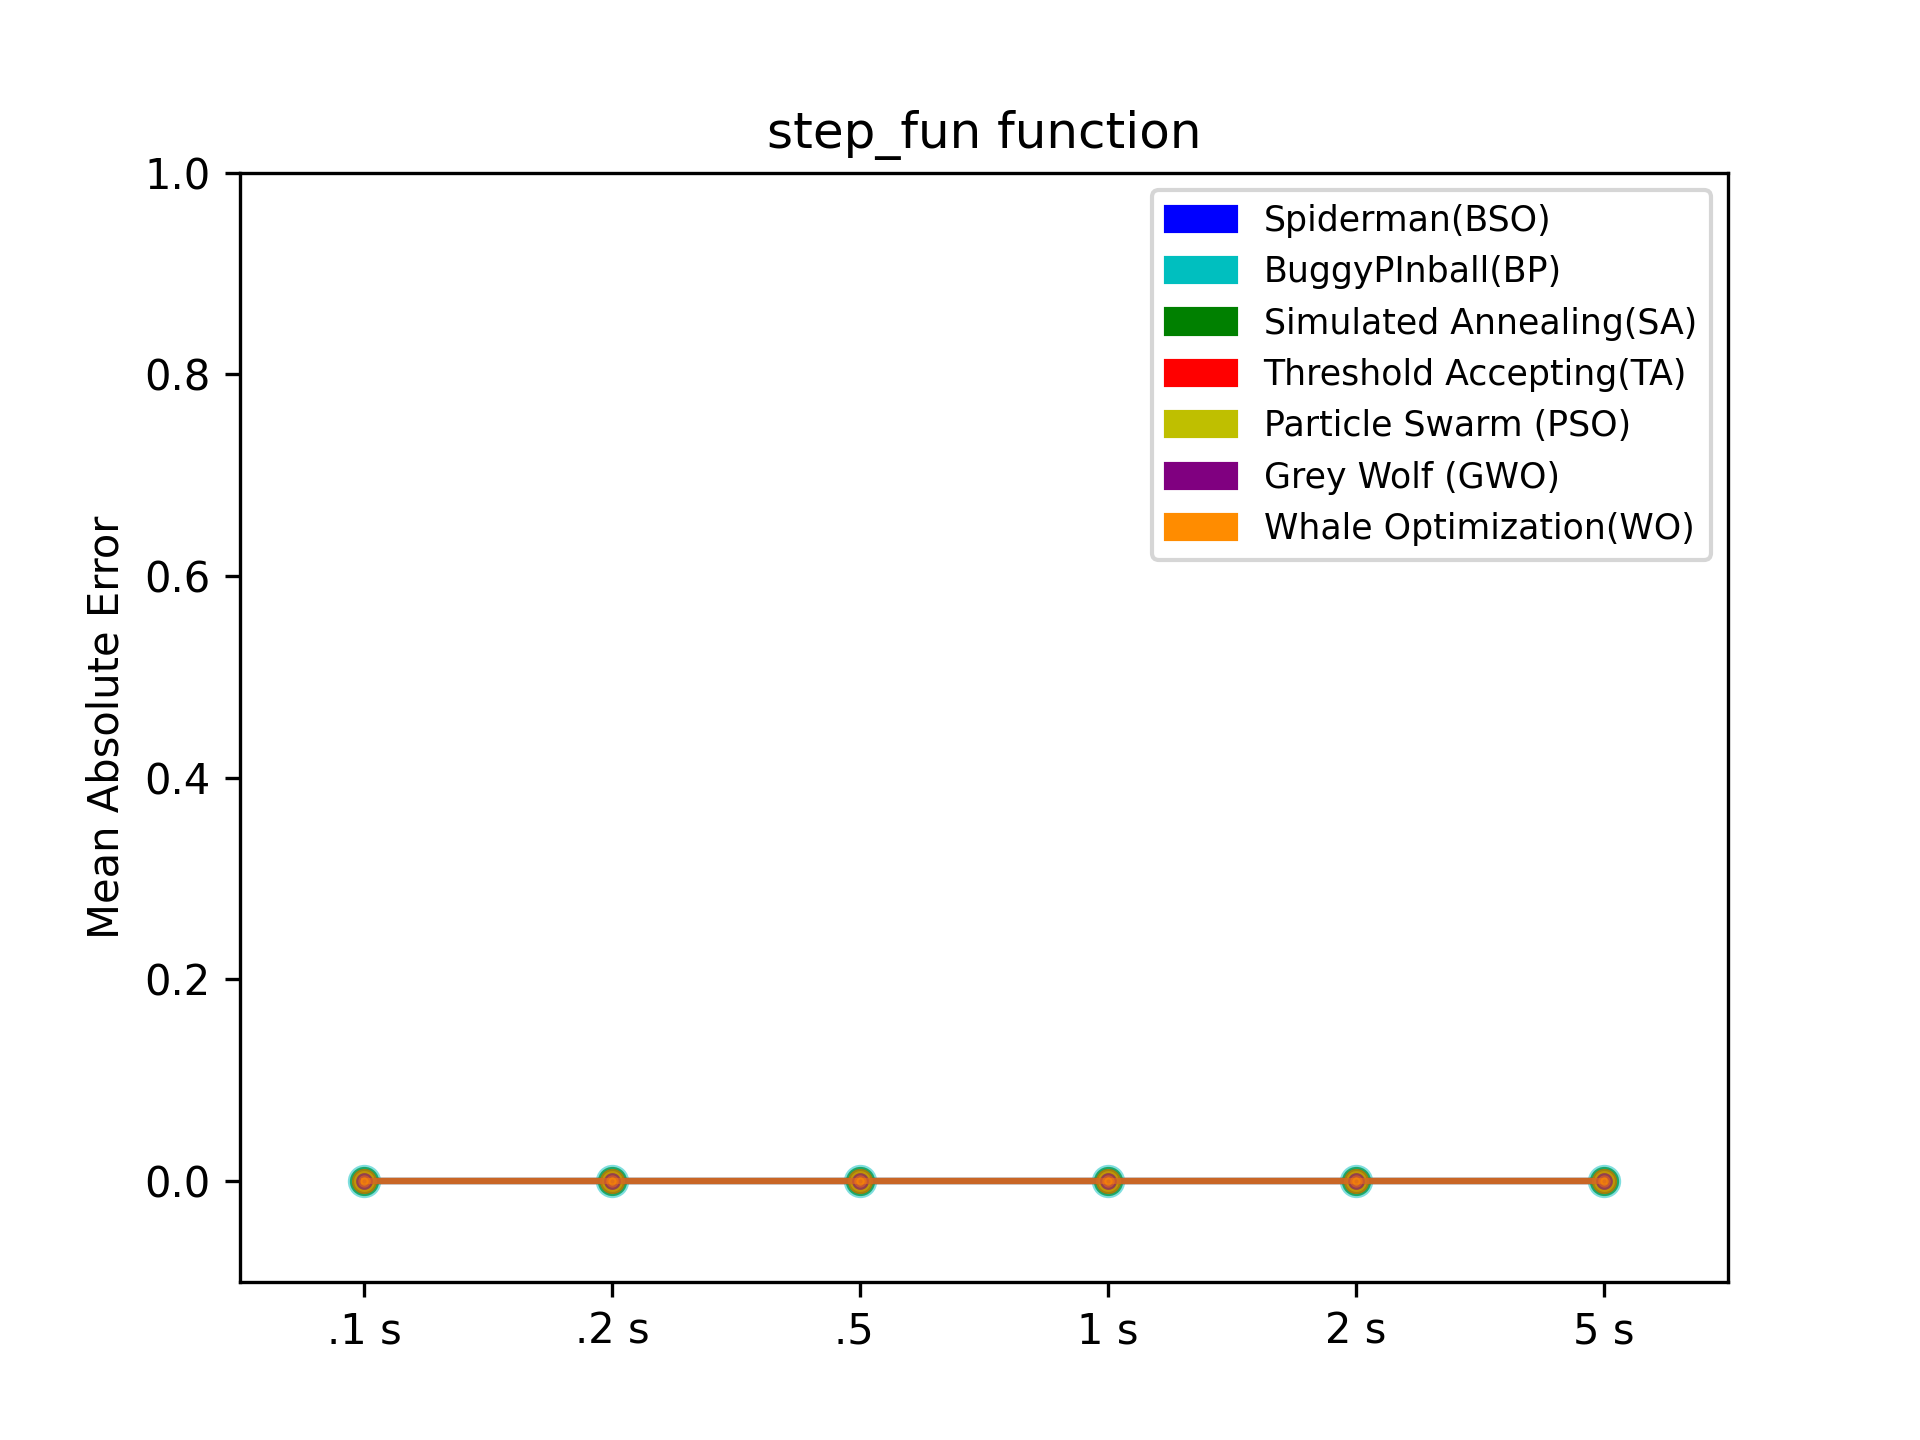 step_fun function
1.0
0.8
0.6
0.4
0.2
0.0
Mean Absolute Error
Spiderman(BSO)
BuggyPInball(BP)
Simulated Annealing(SA)
Threshold Accepting(TA)
Particle Swarm (PSO)
Grey Wolf (GWO)
Whale Optimization(WO)
.1 s .2 s .5 1 s 2 s 5 s